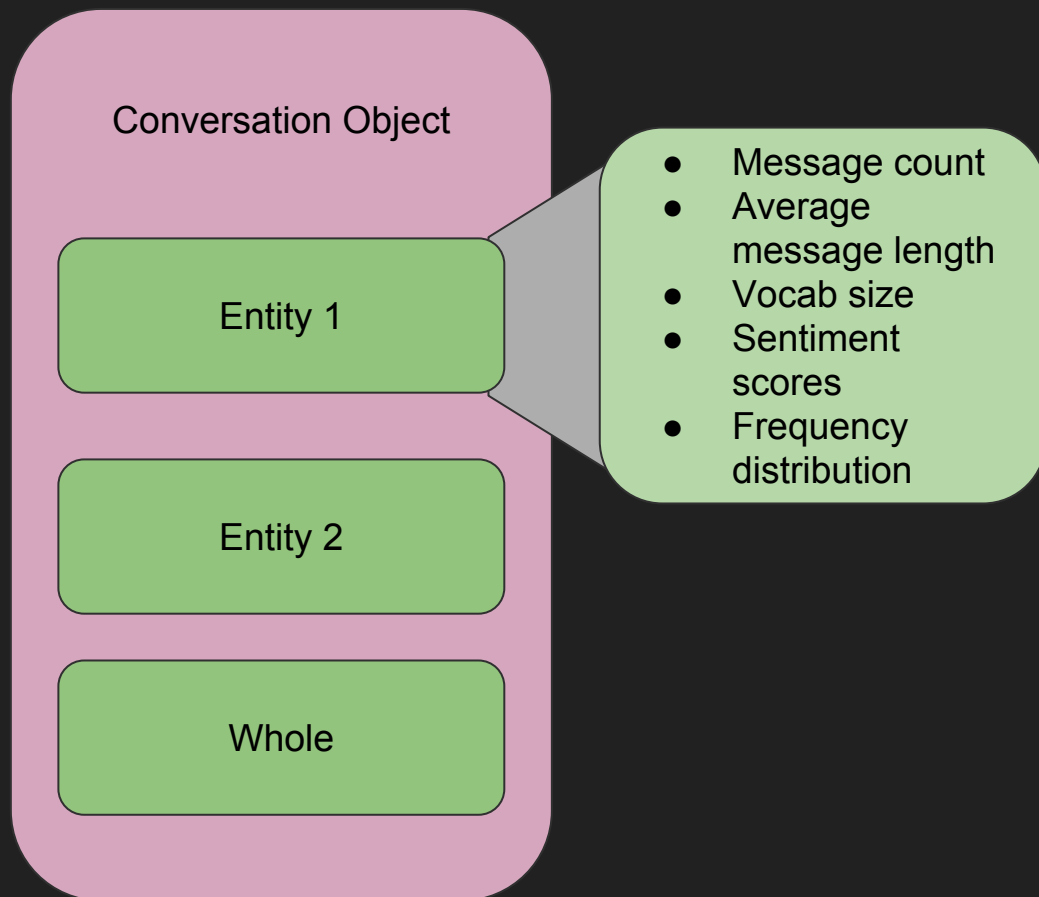 Conversation Object
Entity 1
Entity 2
Whole
● Message count
● Average
message length
● Vocab size
● Sentiment
scores
● Frequency
distribution